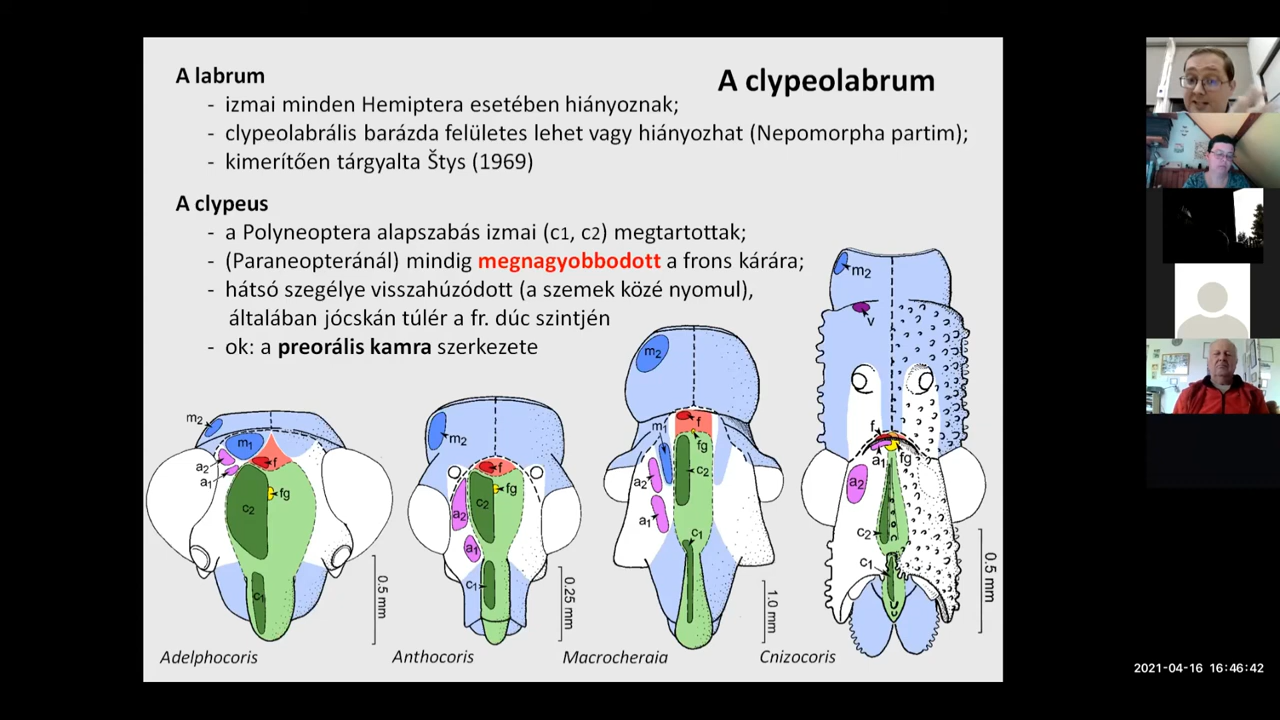 A clypeolabrum
A labrum
- izmai minden Hemiptera esetében hiányoznak;
- clypeolabrális barázda felületes lehet vagy hiányozhat (Nepomorpha partim);
- kimerítően tárgyalta Štys (1969)
A clypeus
- a Polyneoptera alapszabás izmai (c1, c2) megtartottak;
- (Paraneopteránál) mindig megnagyobbodott a frons kárára;
- hátsó szegélye visszahúzódott (a szemek közé nyomul),
általában jócskán túlér a fr. dúc szintjén
- ok: a preorális kamra szerkezete
m2
m1
a2
a1
f
fg
c2
c1
0.5 mm
Adelphocoris
m2
f
fg
c2
a2
a1
c1
0.25 mm
Anthocoris
m2
m1
f
fg
c2
a2
a1
c1
1.0 mm
Macrocheraia
m2
v
f
a1
fg
a2
c2
c1
0.5 mm
Cnizocoris
2021-04-16 16:46:42